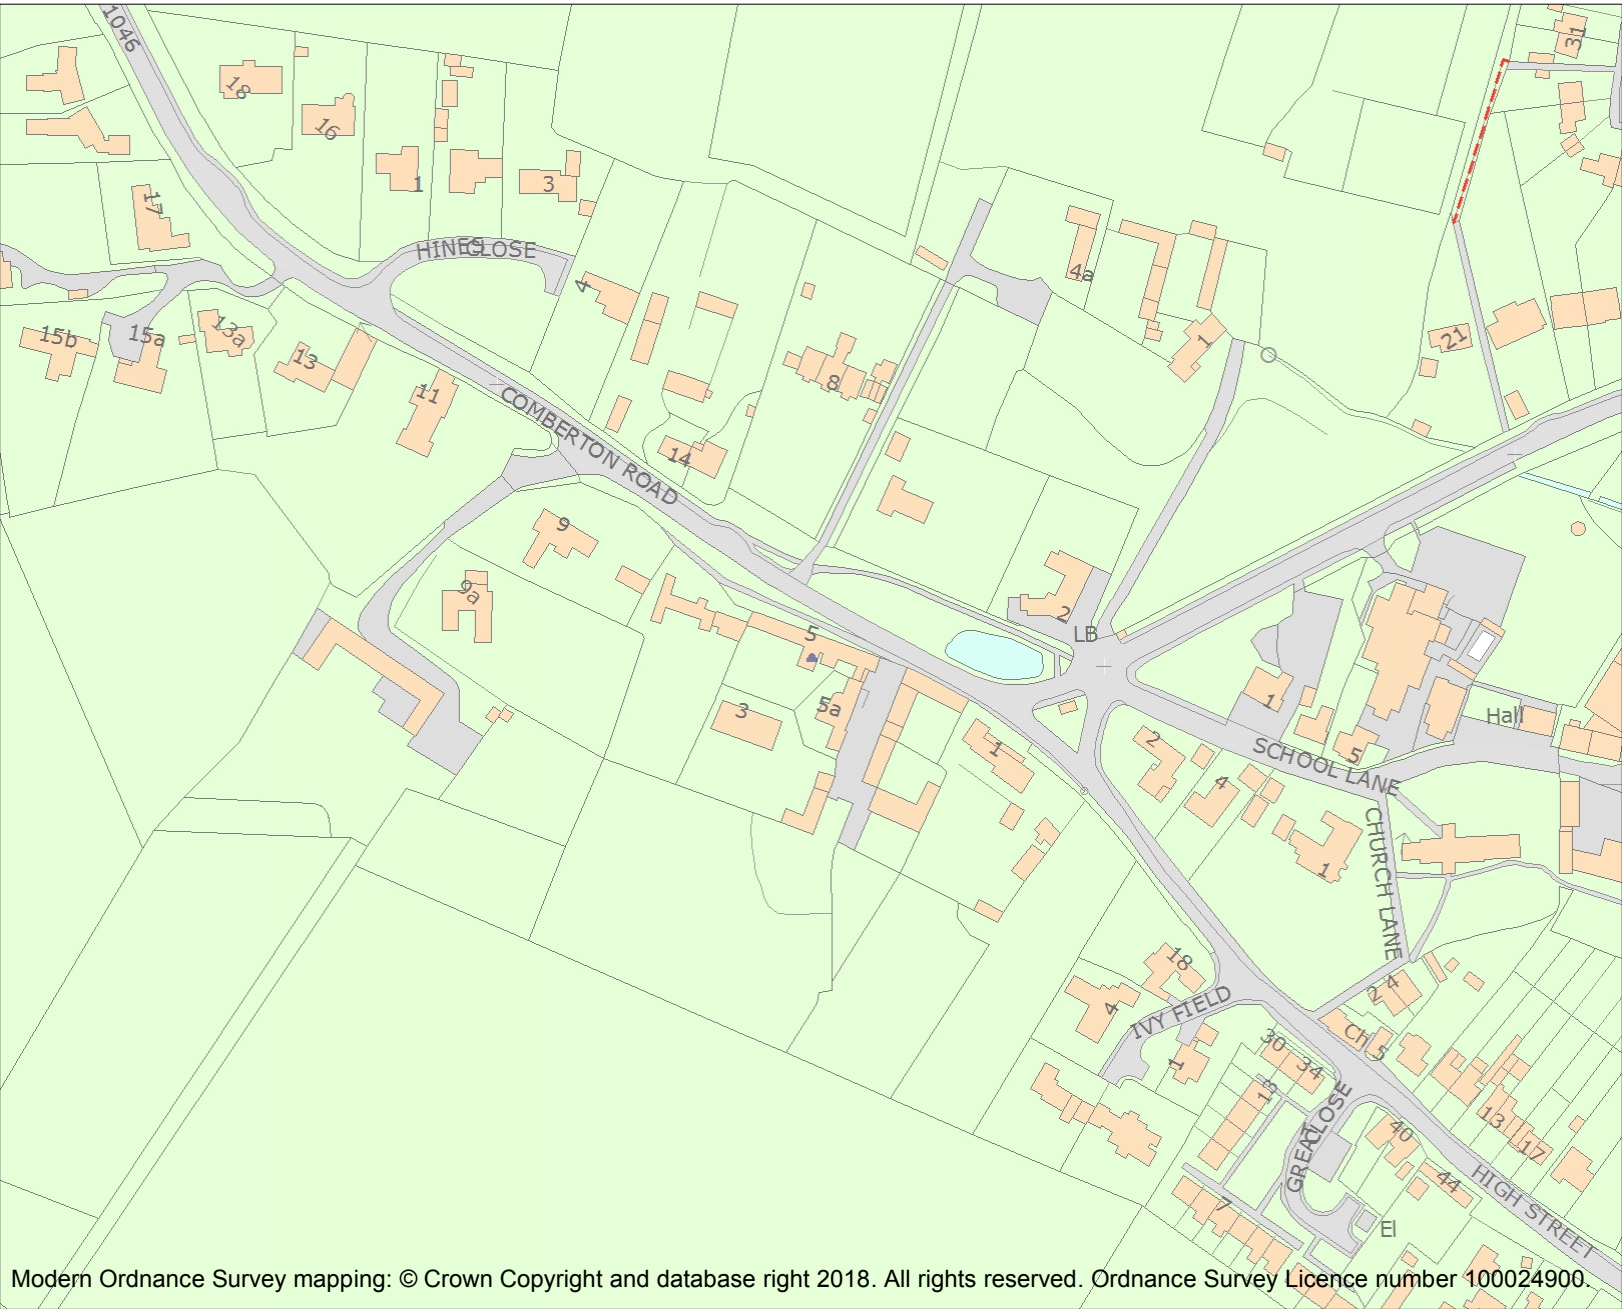 1046
31
18
16
1
3
17
HINES CLOSE
4
4a
15b
15a
13a
13
11
8
1
21
COMBERTON ROAD
14
9
9a
2
LB
5
5a
3
1
1
Hall
2
4
5
SCHOOL LANE
CHURCH LANE
1
18
4
IVY FIELD
1
2 4
Ch 5
30
34
13
GREAT CLOSE
40
13
17
44
7
HIGH STREET
El
Modern Ordnance Survey mapping: © Crown Copyright and database right 2018. All rights reserved. Ordnance Survey Licence number 100024900.